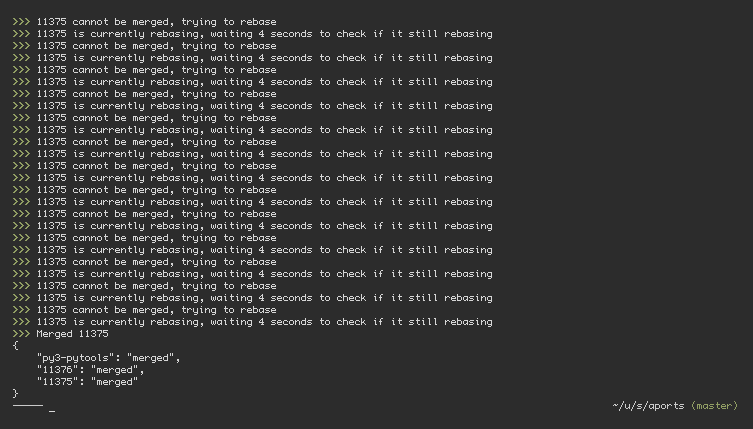 >>> 11375 cannot be merged, trying to rebase
>>> 11375 is currently rebasing, waiting 4 seconds to check if it still rebasing
>>> 11375 cannot be merged, trying to rebase
>>> 11375 is currently rebasing, waiting 4 seconds to check if it still rebasing
>>> 11375 cannot be merged, trying to rebase
>>> 11375 is currently rebasing, waiting 4 seconds to check if it still rebasing
>>> 11375 cannot be merged, trying to rebase
>>> 11375 is currently rebasing, waiting 4 seconds to check if it still rebasing
>>> 11375 cannot be merged, trying to rebase
>>> 11375 is currently rebasing, waiting 4 seconds to check if it still rebasing
>>> 11375 cannot be merged, trying to rebase
>>> 11375 is currently rebasing, waiting 4 seconds to check if it still rebasing
>>> 11375 cannot be merged, trying to rebase
>>> 11375 is currently rebasing, waiting 4 seconds to check if it still rebasing
>>> 11375 cannot be merged, trying to rebase
>>> 11375 is currently rebasing, waiting 4 seconds to check if it still rebasing
>>> 11375 cannot be merged, trying to rebase
>>> 11375 is currently rebasing, waiting 4 seconds to check if it still rebasing
>>> 11375 cannot be merged, trying to rebase
>>> 11375 is currently rebasing, waiting 4 seconds to check if it still rebasing
>>> 11375 cannot be merged, trying to rebase
>>> 11375 is currently rebasing, waiting 4 seconds to check if it still rebasing
>>> 11375 cannot be merged, trying to rebase
>>> 11375 is currently rebasing, waiting 4 seconds to check if it still rebasing
>>> 11375 cannot be merged, trying to rebase
>>> 11375 is currently rebasing, waiting 4 seconds to check if it still rebasing
>>> Merged 11375
{
    "py3-pytools": "merged",
    "11376": "merged",
    "11375": "merged"
}
───── _ ~/u/s/aports (master)